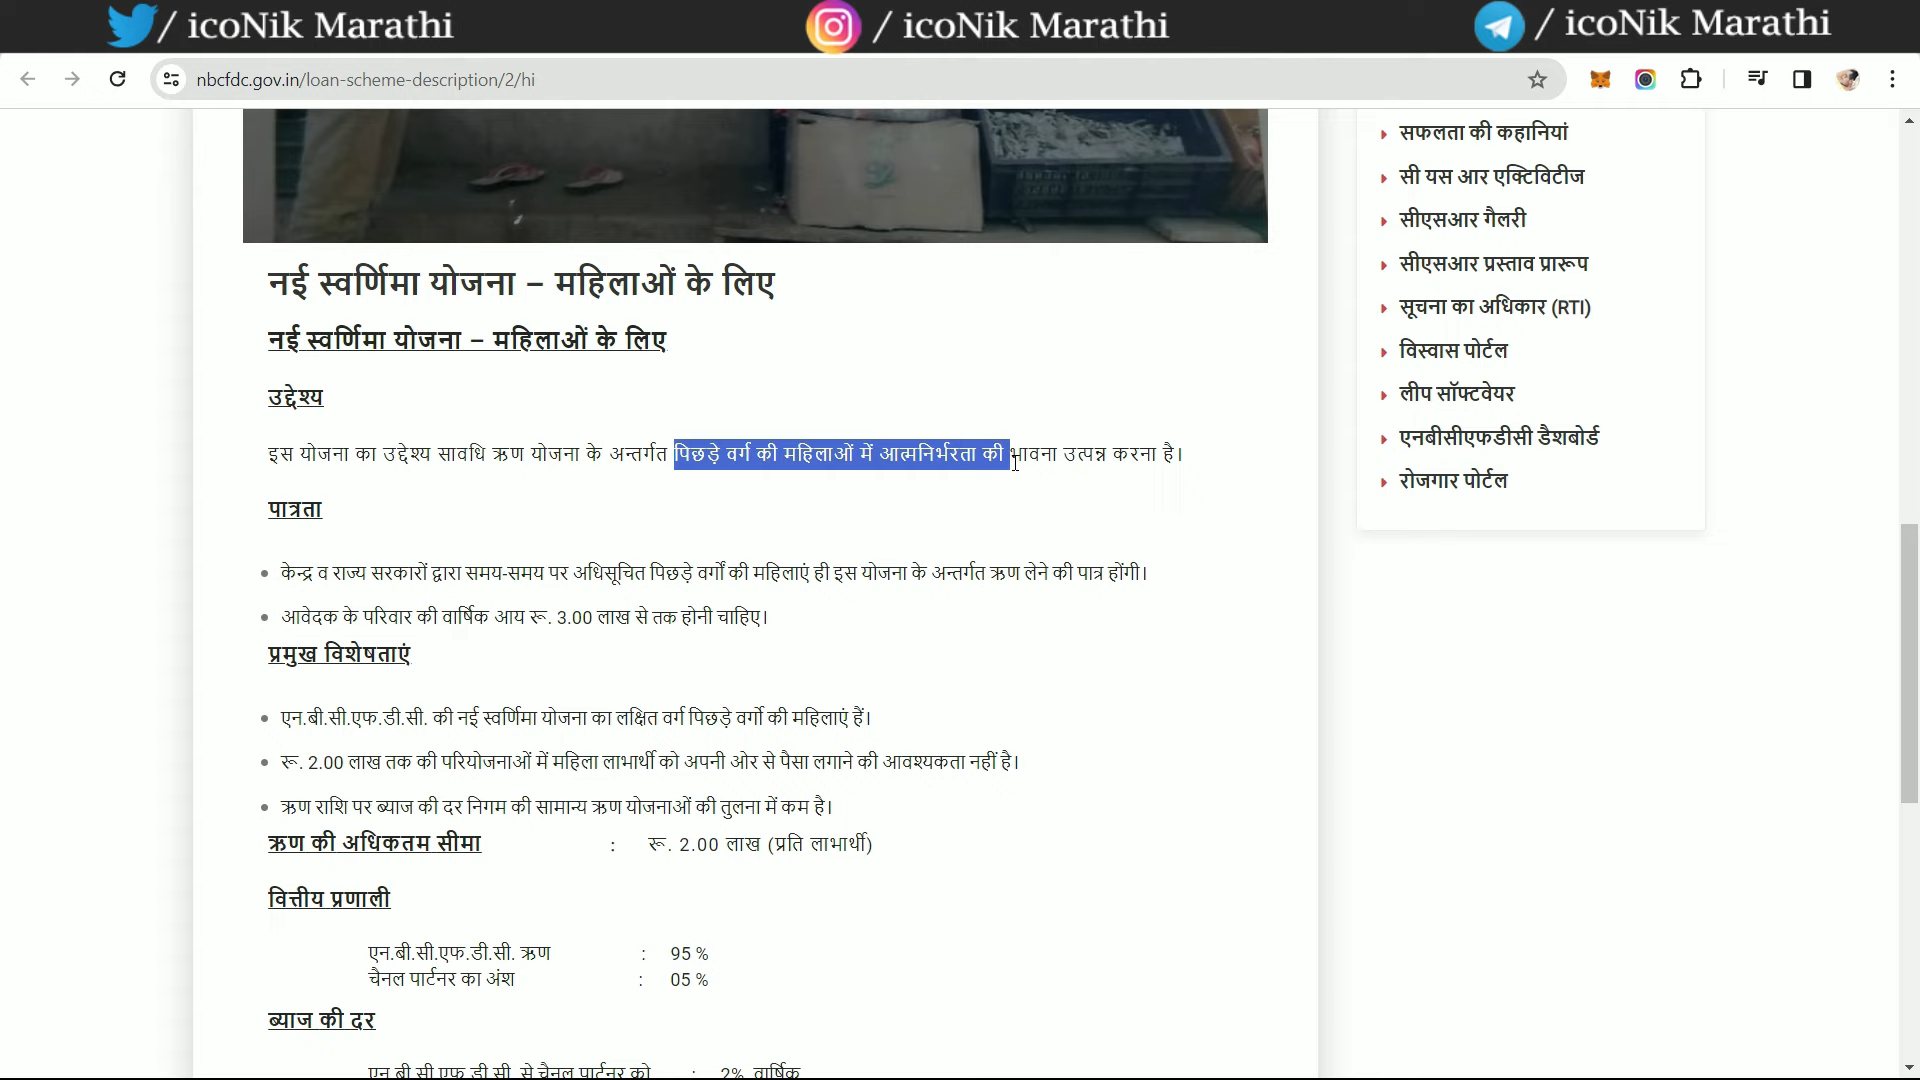 / icoNik Marathi
/ icoNik Marathi
/ icoNik Marathi
nbcfdc.gov.in/loan-scheme-description/2/hi
नई स्वर्णिमा योजना – महिलाओं के लिए
नई स्वर्णिमा योजना – महिलाओं के लिए
उद्देश्य
इस योजना का उद्देश्य सावधि ऋण योजना के अन्तर्गत पिछड़े वर्ग की महिलाओं में आत्मनिर्भरता की भावना उत्पन्न करना है।
पात्रता
केन्द्र व राज्य सरकारों द्वारा समय-समय पर अधिसूचित पिछड़े वर्गों की महिलाएं ही इस योजना के अन्तर्गत ऋण लेने की पात्र होंगी।
आवेदक के परिवार की वार्षिक आय रू. 3.00 लाख से तक होनी चाहिए।
प्रमुख विशेषताएं
एन.बी.सी.एफ.डी.सी. की नई स्वर्णिमा योजना का लक्षित वर्ग पिछड़े वर्गो की महिलाएं हैं।
रू. 2.00 लाख तक की परियोजनाओं में महिला लाभार्थी को अपनी ओर से पैसा लगाने की आवश्यकता नहीं है।
ऋण राशि पर ब्याज की दर निगम की सामान्य ऋण योजनाओं की तुलना में कम है।
ऋण की अधिकतम सीमा : रू. 2.00 लाख (प्रति लाभार्थी)
वित्तीय प्रणाली
एन.बी.सी.एफ.डी.सी. ऋण : 95 %
चैनल पार्टनर का अंश : 05 %
ब्याज की दर
एन.बी.सी.एफ.डी.सी. से चैनल पार्टनर को : 2% वार्षिक
सफलता की कहानियां
सी यस आर एक्टिविटीज
सीएसआर गैलरी
सीएसआर प्रस्ताव प्रारूप
सूचना का अधिकार (RTI)
विस्वास पोर्टल
लीप सॉफ्टवेयर
एनबीसीएफडीसी डैशबोर्ड
रोजगार पोर्टल